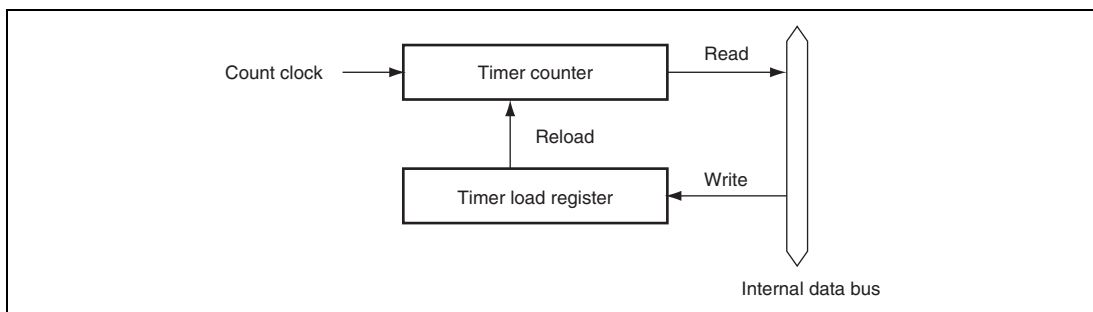 Read
Count clock
Timer counter
Reload
Write
Timer load register
Internal data bus